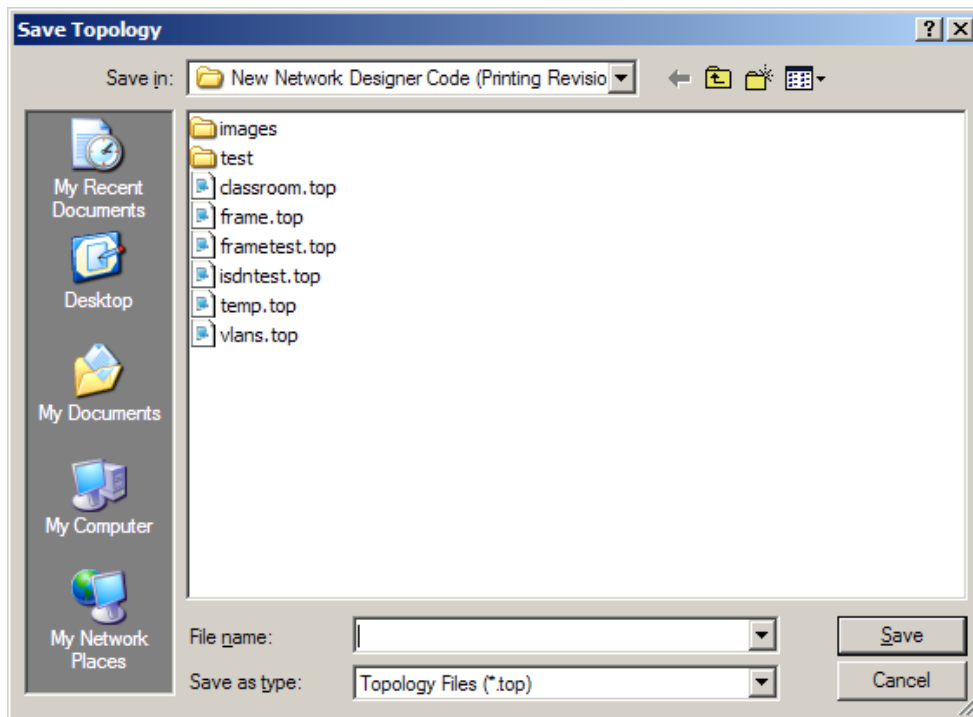 Save Topology
Save in:
New Network Designer Code (Printing Revisio
My Recent
Documents
Desktop
My Documents
My Computer
My Network
Places
images
test
classroom.top
frame.top
frametest.top
isdntest.top
temp.top
vlans.top
File name:
Save
Save as type:
Topology Files (*.top)
Cancel